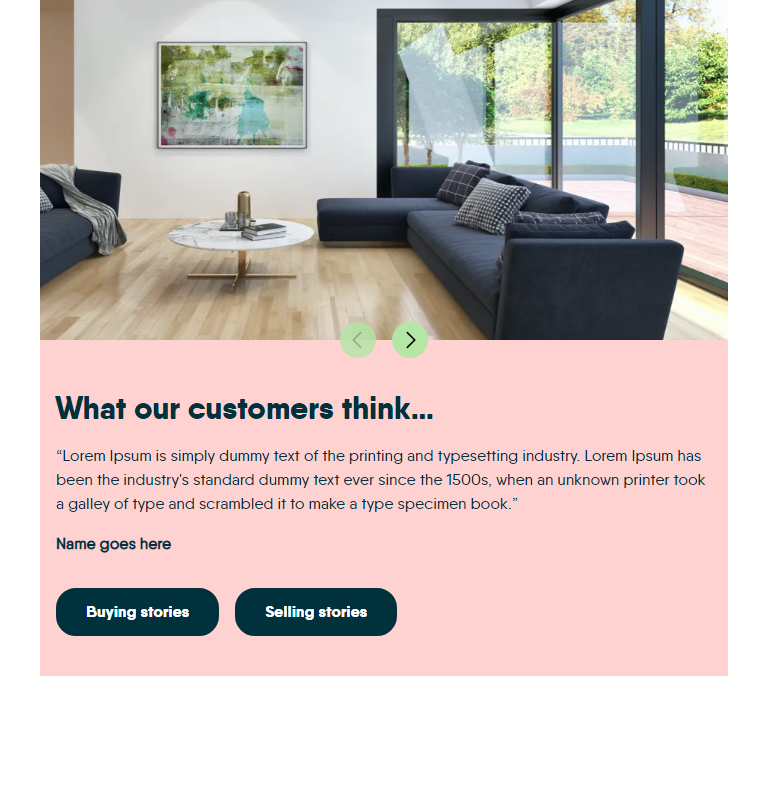 What our customers think...
“Lorem Ipsum is simply dummy text of the printing and typesetting industry. Lorem Ipsum has
been the industry's standard dummy text ever since the 1500s, when an unknown printer took
a galley of type and scrambled it to make a type specimen book.”
Name goes here
Buying stories
Selling stories